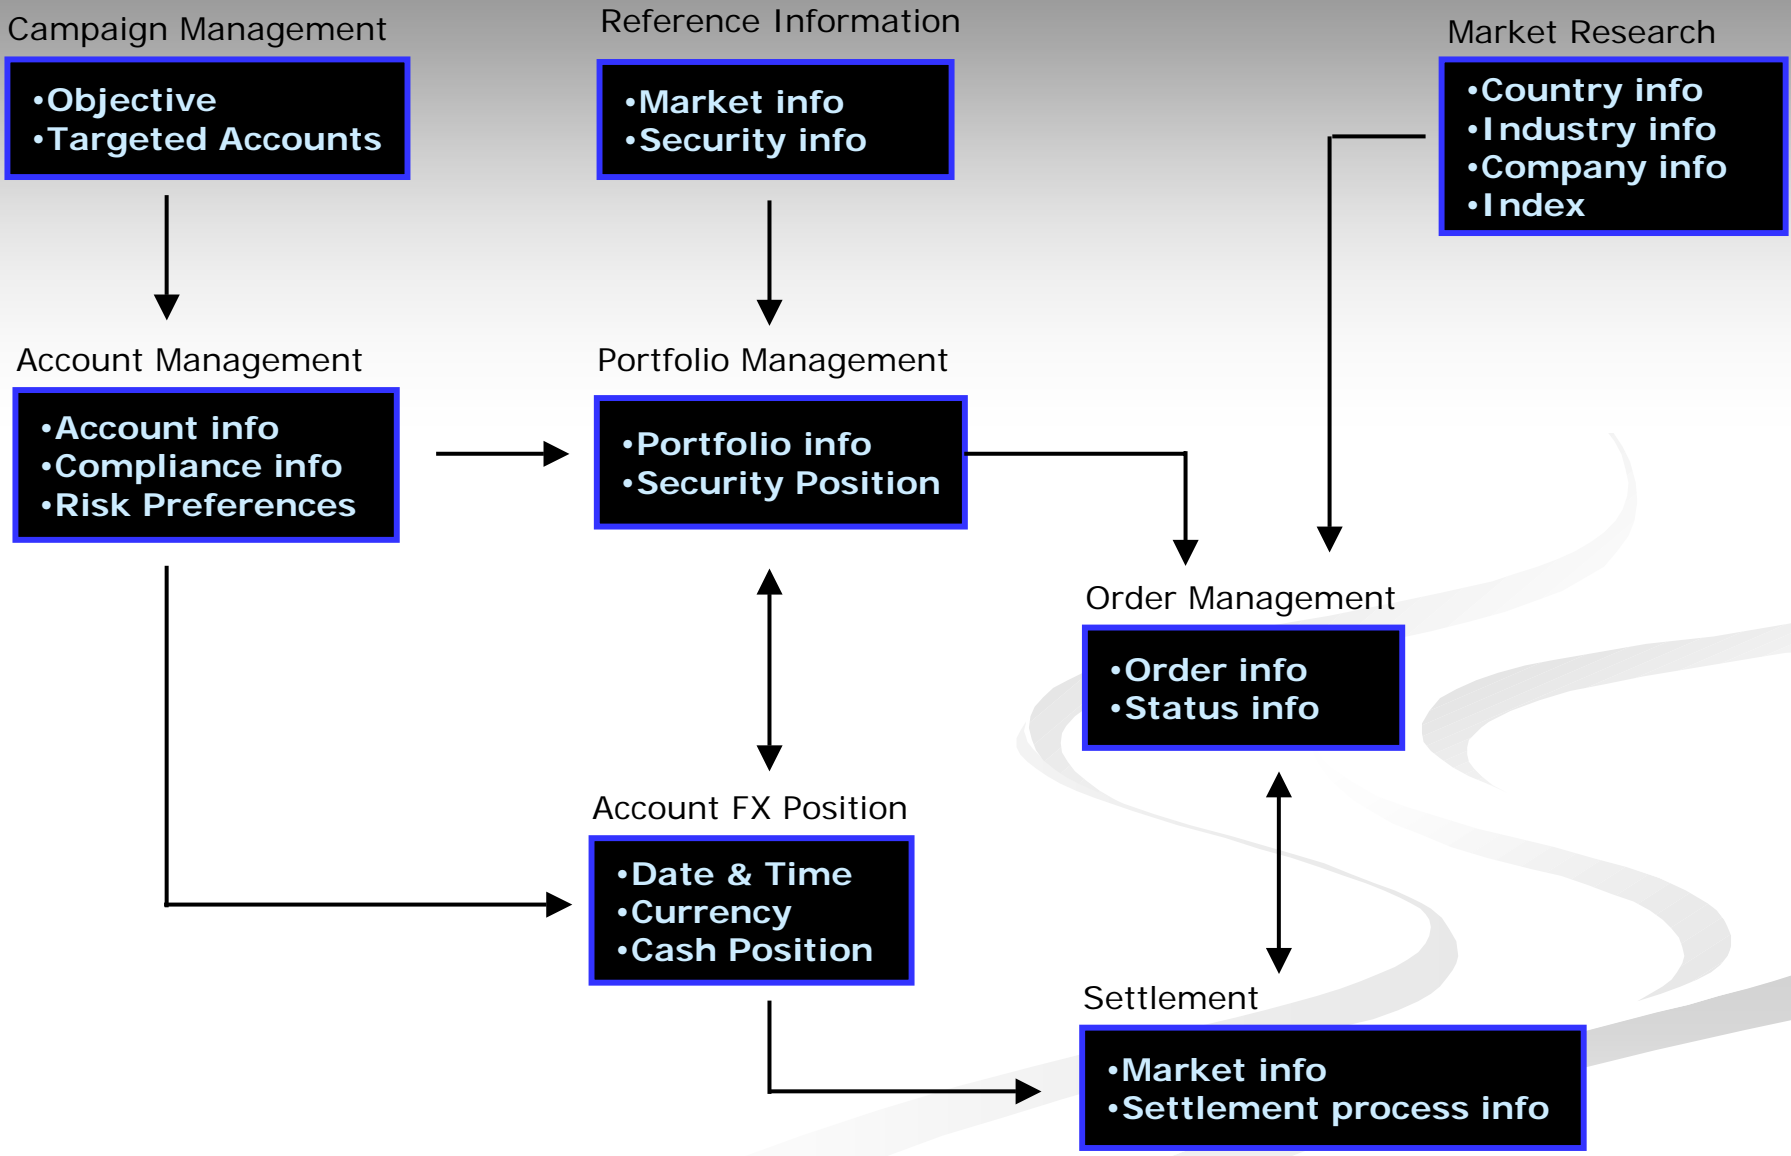 Campaign Management
•Objective
•Targeted Accounts
Reference Information
•Market info
•Security info
Market Research
•Country info
•Industry info
•Company info
•Index
Account Management
•Account info
•Compliance info
•Risk Preferences
Portfolio Management
•Portfolio info
•Security Position
Order Management
•Order info
•Status info
Account FX Position
•Date & Time
•Currency
•Cash Position
Settlement
•Market info
•Settlement process info